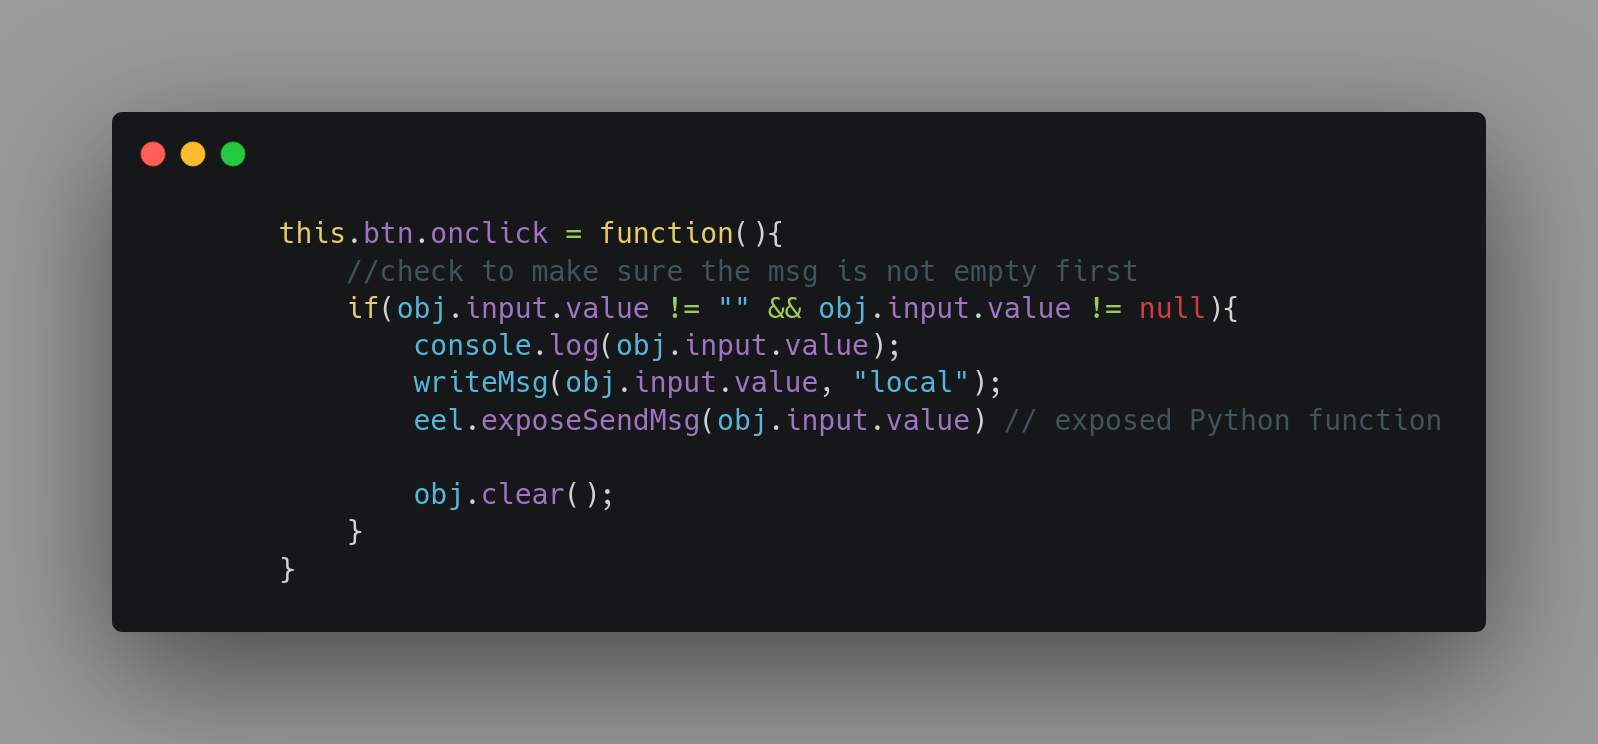 this.btn.onclick = function(){
//check to make sure the msg is not empty first
if(obj.input.value != "" && obj.input.value != null){
console.log(obj.input.value);
writeMsg(obj.input.value, "local");
eel.exposeSendMsg(obj.input.value) // exposed Python function
obj.clear();
}
}